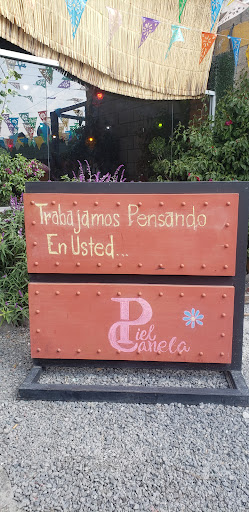 Trabajamos Pensando
En Usted...
Piel
Canela